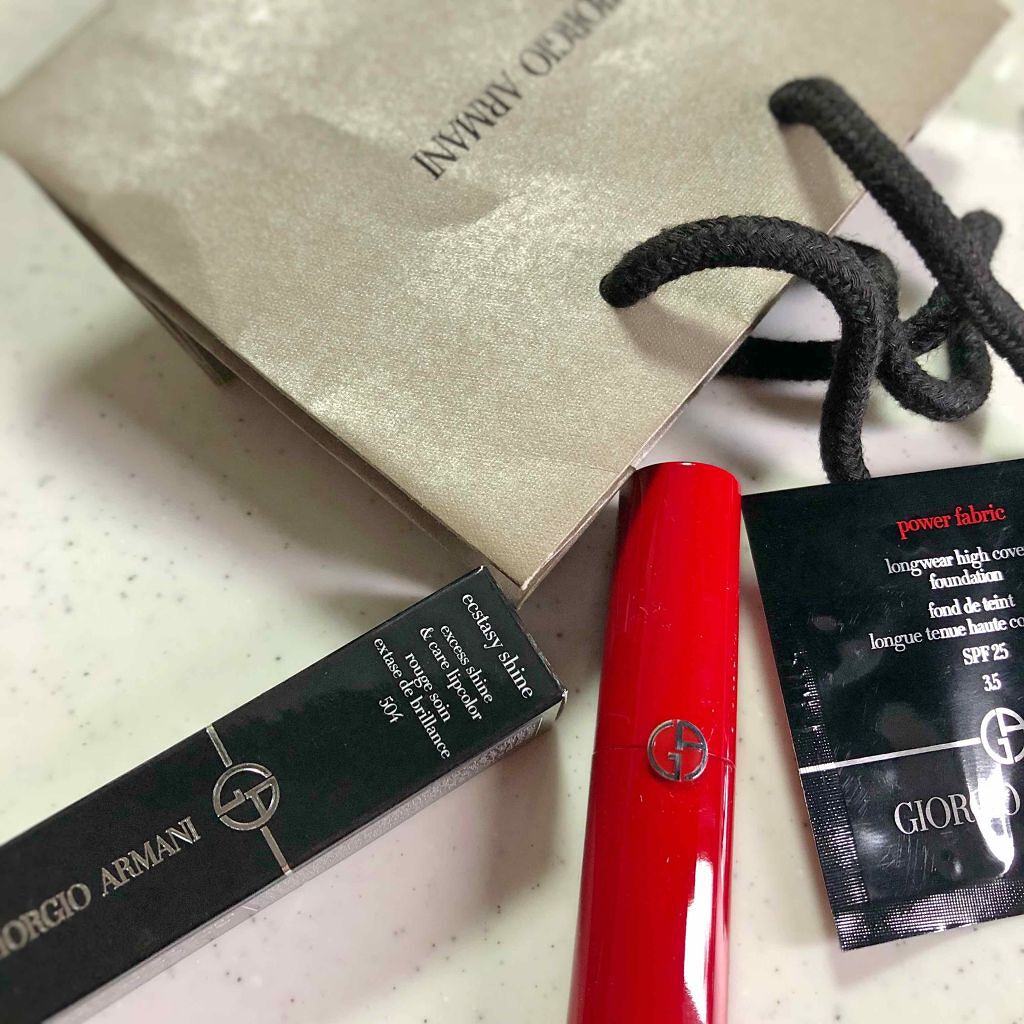 GIORGIO ARMANI
ecstasy shine
excess shine
& care lipcolor
rouge soin
extase de brillance
504
GIORGIO ARMANI
power fabric
longwear high cove
foundation
fond de teint
longue tenue haute co
SPF 25
3.5
GIORGIO